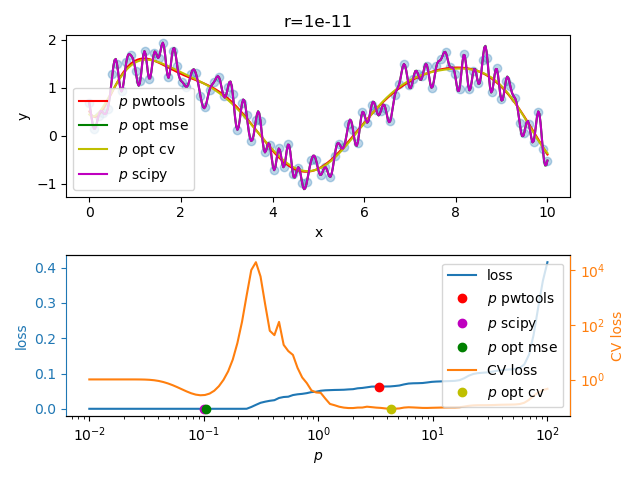 r=1e-11
2
1
0
−1
y
p pwtools
p opt mse
p opt cv
p scipy
0 2 4 6 8 10
x
0.4
0.3
0.2
0.1
0.0
loss
loss
p pwtools
p scipy
p opt mse
CV loss
p opt cv
10⁴
10²
10⁰
CV loss
10⁻² 10⁻¹ 10⁰ 10¹ 10²
p